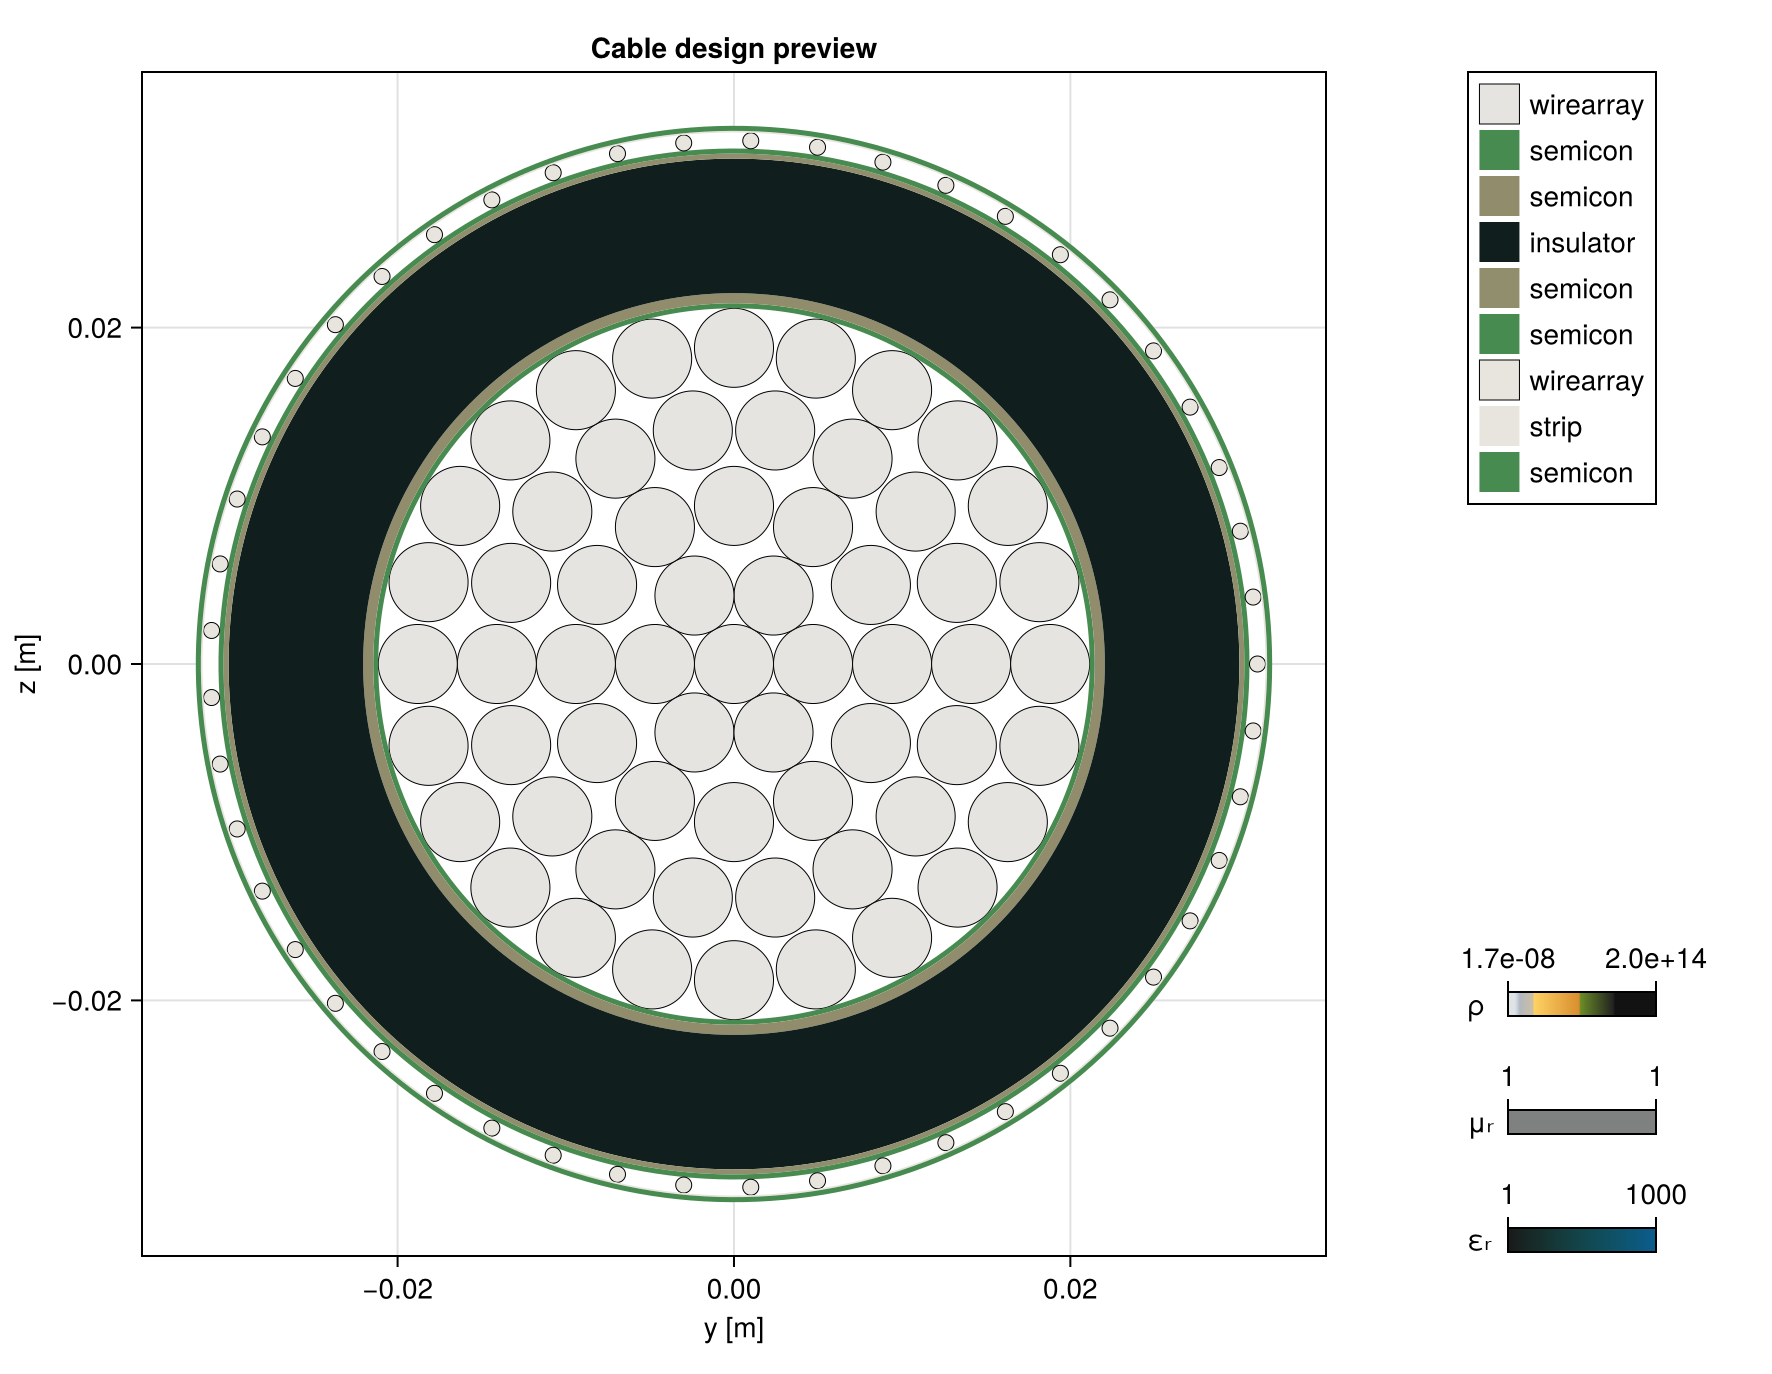 Cable design preview
wirearray
semicon
semicon
insulator
semicon
semicon
wirearray
strip
semicon
0.02
0.00
−0.02
z [m]
−0.02 0.00 0.02
y [m]
1.7e-08 2.0e+14
ρ
1 1
μᵣ
1 1000
εᵣ